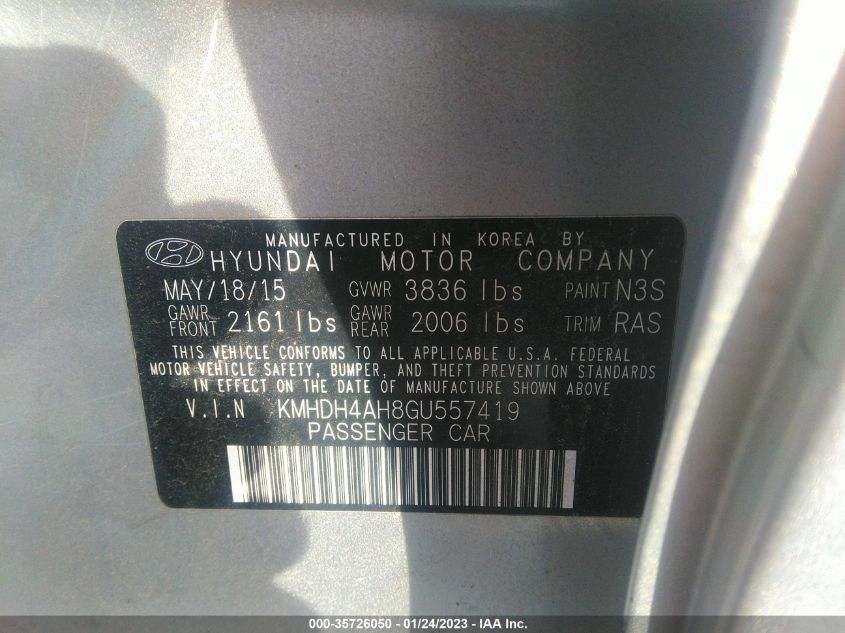 MANUFACTURED IN KOREA BY
HYUNDAI MOTOR COMPANY
MAY/18/15 GVWR 3836 lbs PAINT N3S
GAWR FRONT 2161 lbs GAWR REAR 2006 lbs TRIM RAS
THIS VEHICLE CONFORMS TO ALL APPLICABLE U.S.A. FEDERAL
MOTOR VEHICLE SAFETY, BUMPER, AND THEFT PREVENTION STANDARDS
IN EFFECT ON THE DATE OF MANUFACTURE SHOWN ABOVE
V.I.N KMHDH4AH8GU557419
PASSENGER CAR
000-35726050 - 01/24/2023 - IAA Inc.